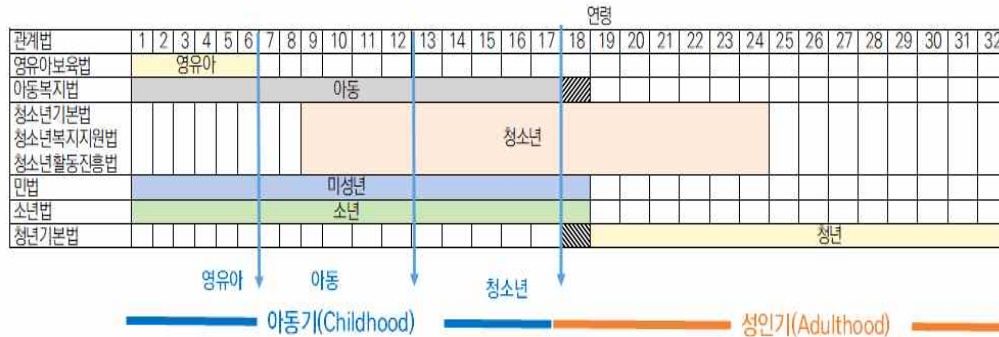 연령
관계법 1 2 3 4 5 6 7 8 9 10 11 12 13 14 15 16 17 18 19 20 21 22 23 24 25 26 27 28 29 30 31 32
영유아보육법 영유아
아동복지법 아동
청소년기본법
청소년복지지원법 청소년
청소년활동진흥법
민법 미성년
소년법 소년
청년기본법 청년
영유아 아동 청소년
아동기(Childhood) 성인기(Adulthood)